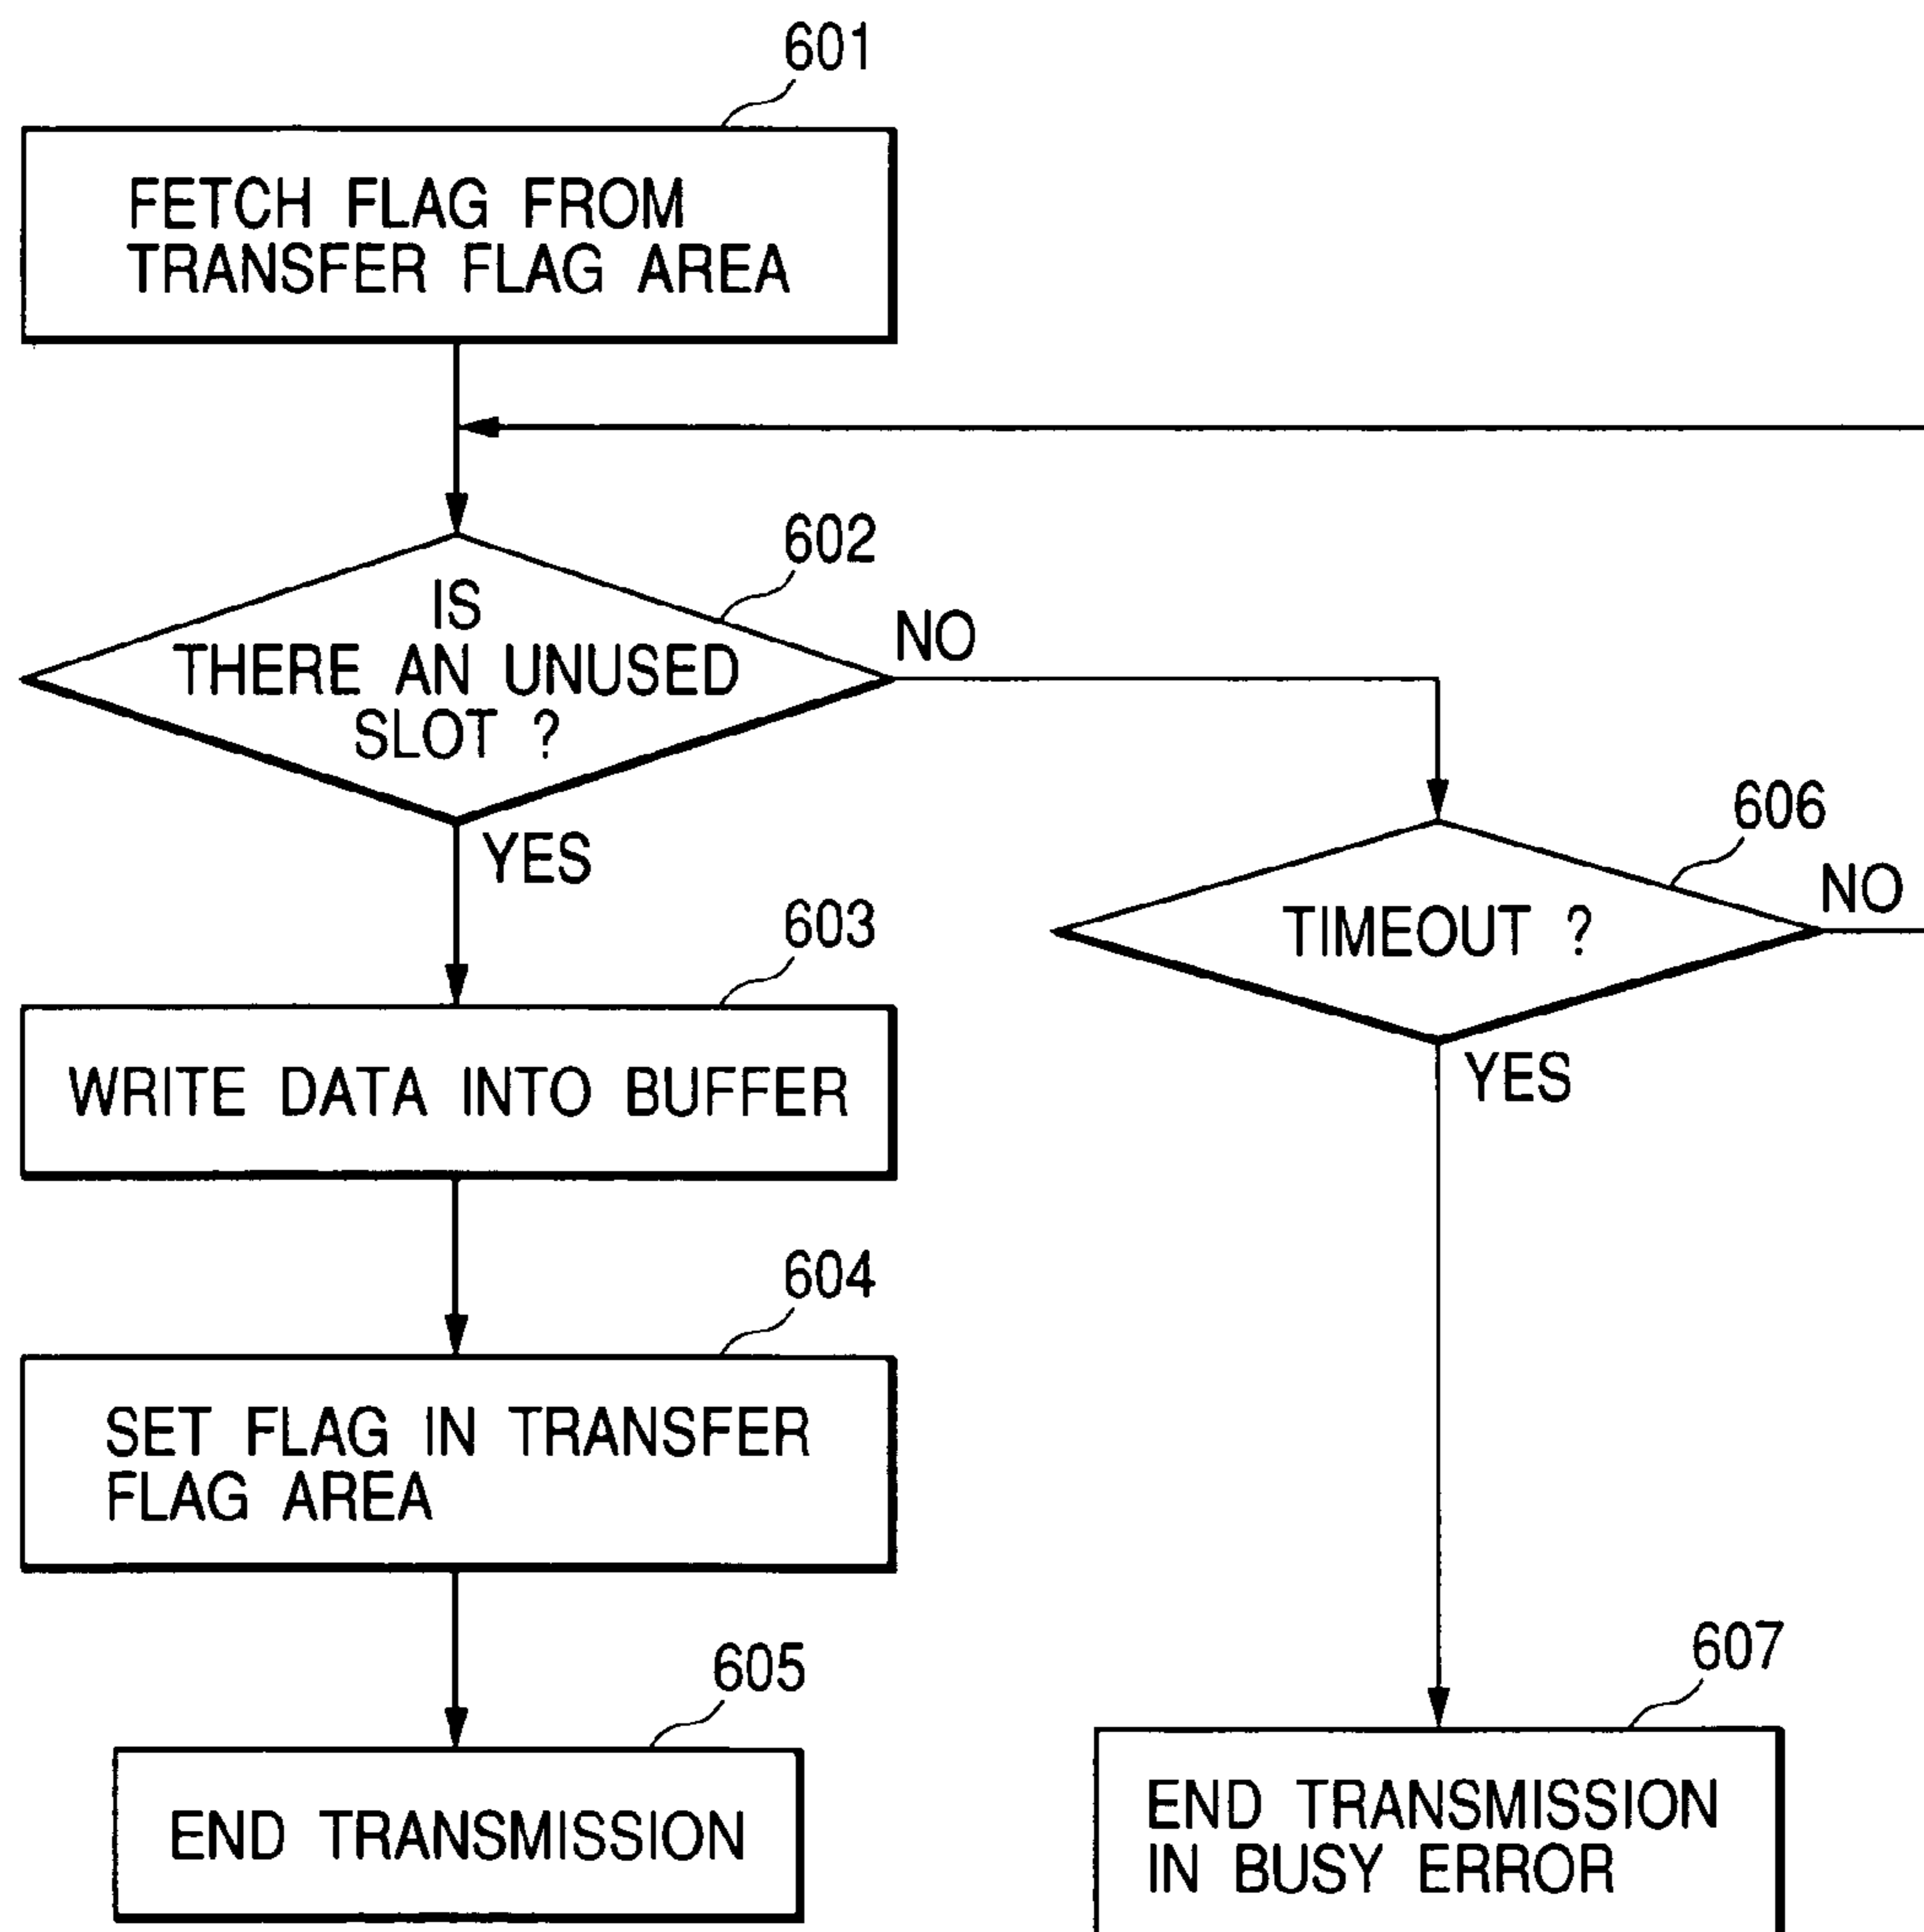 601
FETCH FLAG FROM
TRANSFER FLAG AREA
602
IS
THERE AN UNUSED
SLOT ?
NO
YES
606
TIMEOUT ?
NO
YES
603
WRITE DATA INTO BUFFER
604
SET FLAG IN TRANSFER
FLAG AREA
605
END TRANSMISSION
607
END TRANSMISSION
IN BUSY ERROR